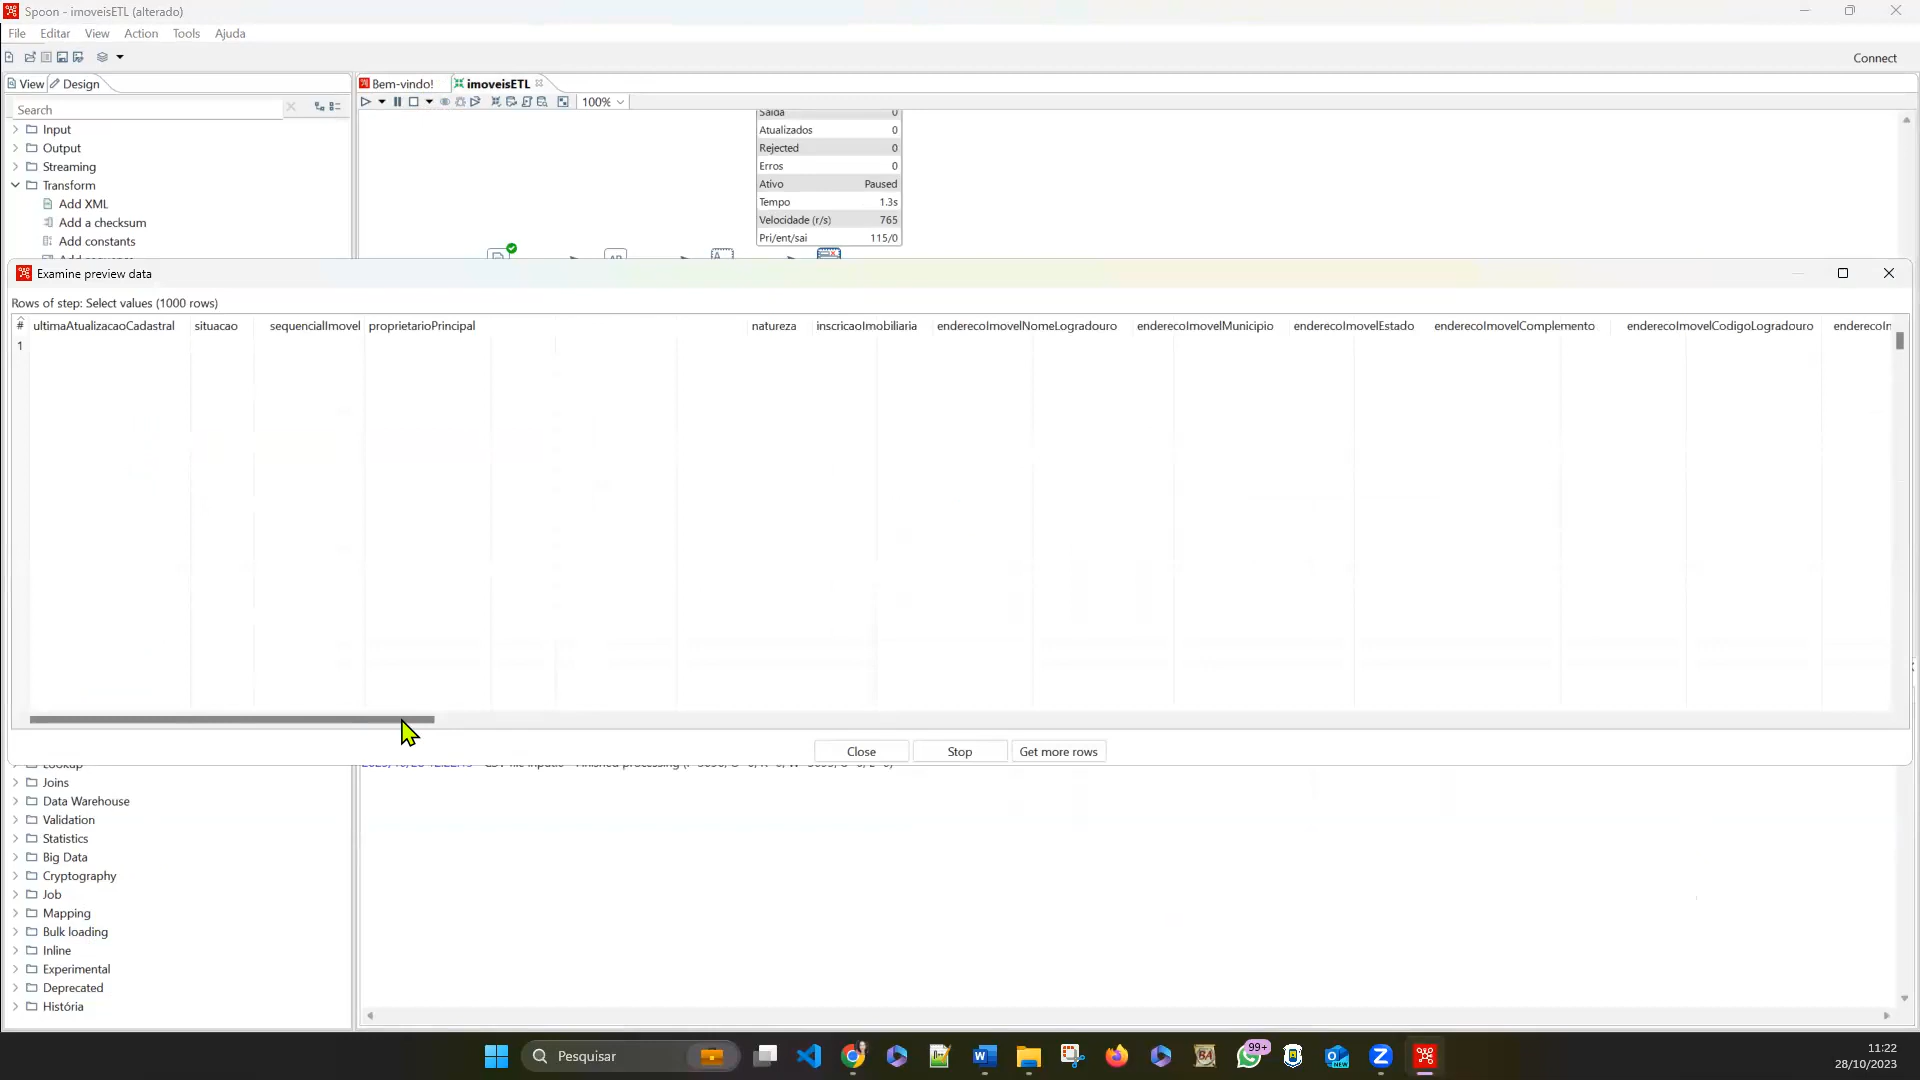 Spoon - imoveisETL (alterado)
File Editar View Action Tools Ajuda
Connect
View Design
Bem-vindo! imoveisETL
Search
100%
Input
Output
Streaming
Transform
Add XML
Add a checksum
Add constants
Saída 0
Atualizados 0
Rejected 0
Erros 0
Ativo Paused
Tempo 1.3s
Velocidade (r/s) 765
Pri/ent/sai 115/0
Examine preview data
Rows of step: Select values (1000 rows)
# ultimaAtualizacaoCadastral situacao sequencialImovel proprietarioPrincipal natureza inscricaoImobiliaria enderecoImovelNomeLogradouro enderecoImovelMunicipio enderecoImovelEstado enderecoImovelComplemento enderecoImovelCodigoLogradouro
1
Close Stop Get more rows
Lookup
Joins
Data Warehouse
Validation
Statistics
Big Data
Cryptography
Job
Mapping
Bulk loading
Inline
Experimental
Deprecated
História
Pesquisar
99+
11:22
28/10/2023